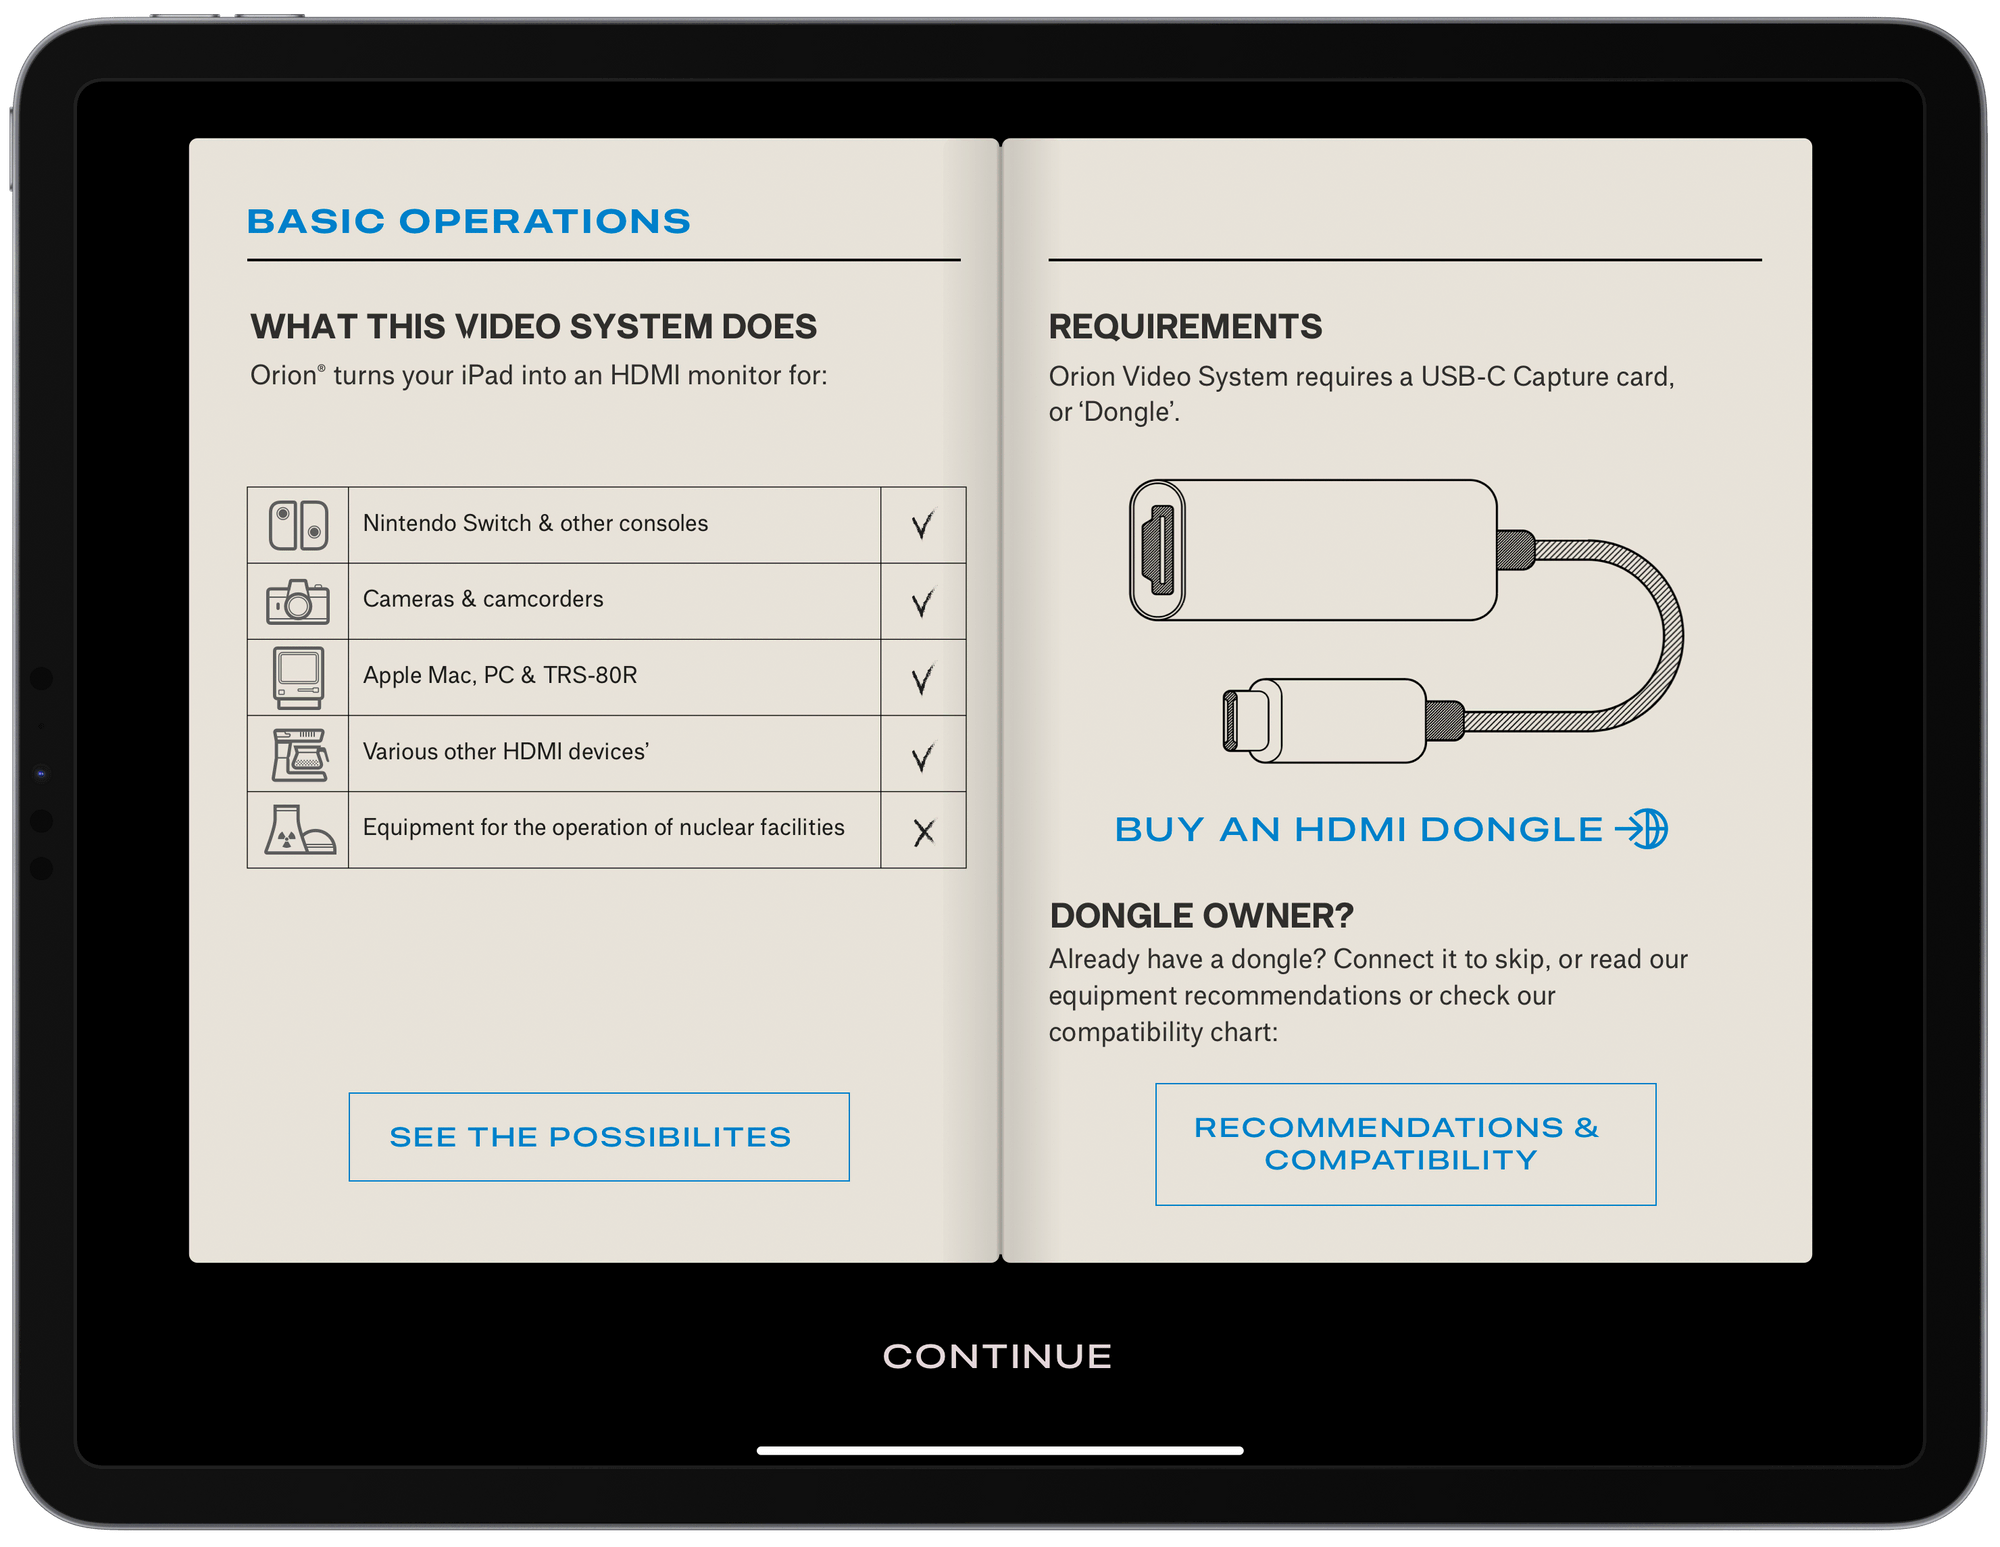 BASIC OPERATIONS
WHAT THIS VIDEO SYSTEM DOES
Orion® turns your iPad into an HDMI monitor for:
Nintendo Switch & other consoles
Cameras & camcorders
Apple Mac, PC & TRS-80R
Various other HDMI devices’
Equipment for the operation of nuclear facilities
SEE THE POSSIBILITES
REQUIREMENTS
Orion Video System requires a USB-C Capture card,
or ‘Dongle’.
BUY AN HDMI DONGLE
DONGLE OWNER?
Already have a dongle? Connect it to skip, or read our
equipment recommendations or check our
compatibility chart:
RECOMMENDATIONS &
COMPATIBILITY
CONTINUE